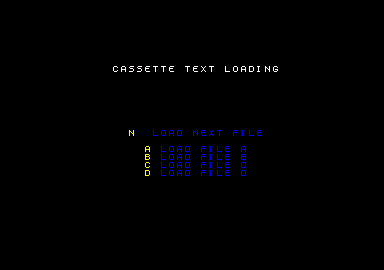 CASSETTE TEXT LOADING
N LOAD NEXT FILE
A LOAD FILE A
B LOAD FILE B
C LOAD FILE C
D LOAD FILE D